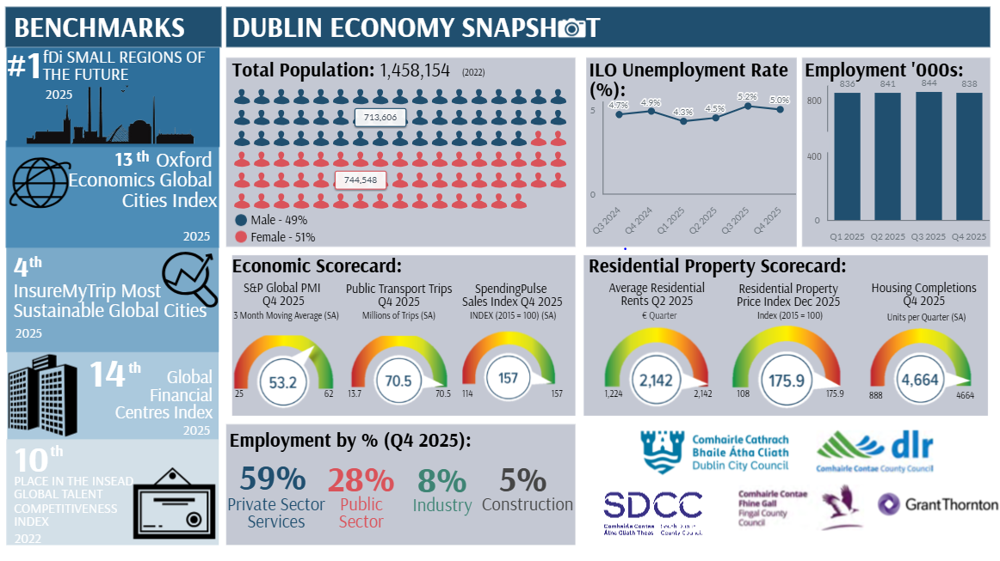 BENCHMARKS
#1 fDi SMALL REGIONS OF
THE FUTURE
2025
13th Oxford
Economics Global
Cities Index
2025
4th
InsureMyTrip Most
Sustainable Global Cities
2025
14th Global
Financial
Centres Index
2025
10th
PLACE IN THE INSEAD
GLOBAL TALENT
COMPETITIVENESS
INDEX
2022
DUBLIN ECONOMY SNAPSHOT
Total Population: 1,458,154 (2022)
713,606
744,548
Male - 49%
Female - 51%
ILO Unemployment Rate
(%):
5
0
4.7%
4.9%
4.3%
4.5%
5.2%
5.0%
Q3 2024
Q4 2024
Q1 2025
Q2 2025
Q3 2025
Q4 2025
Employment '000s:
836
841
844
838
800
400
0
Q1 2025
Q2 2025
Q3 2025
Q4 2025
Economic Scorecard:
S&P Global PMI
Q4 2025
3 Month Moving Average (SA)
53.2
25
62
Public Transport Trips
Q4 2025
Millions of Trips (SA)
70.5
13.7
70.5
SpendingPulse
Sales Index Q4 2025
INDEX (2015 = 100) (SA)
157
114
157
Residential Property Scorecard:
Average Residential
Rents Q2 2025
€ Quarter
2,142
1,224
2,142
Residential Property
Price Index Dec 2025
Index (2015 = 100)
175.9
108
175.9
Housing Completions
Q4 2025
Units per Quarter (SA)
4,664
888
4664
Employment by % (Q4 2025):
59%
Private Sector
Services
28%
Public
Sector
8%
Industry
5%
Construction
Comhairle Cathrach
Bhaile Átha Cliath
Dublin City Council
dlr
Comhairle Contae County Council
SDCC
Comhairle Contae
Átha Cliath Theas
South Dublin
County Council
Comhairle Contae
Fhine Gall
Fingal County
Council
Grant Thornton